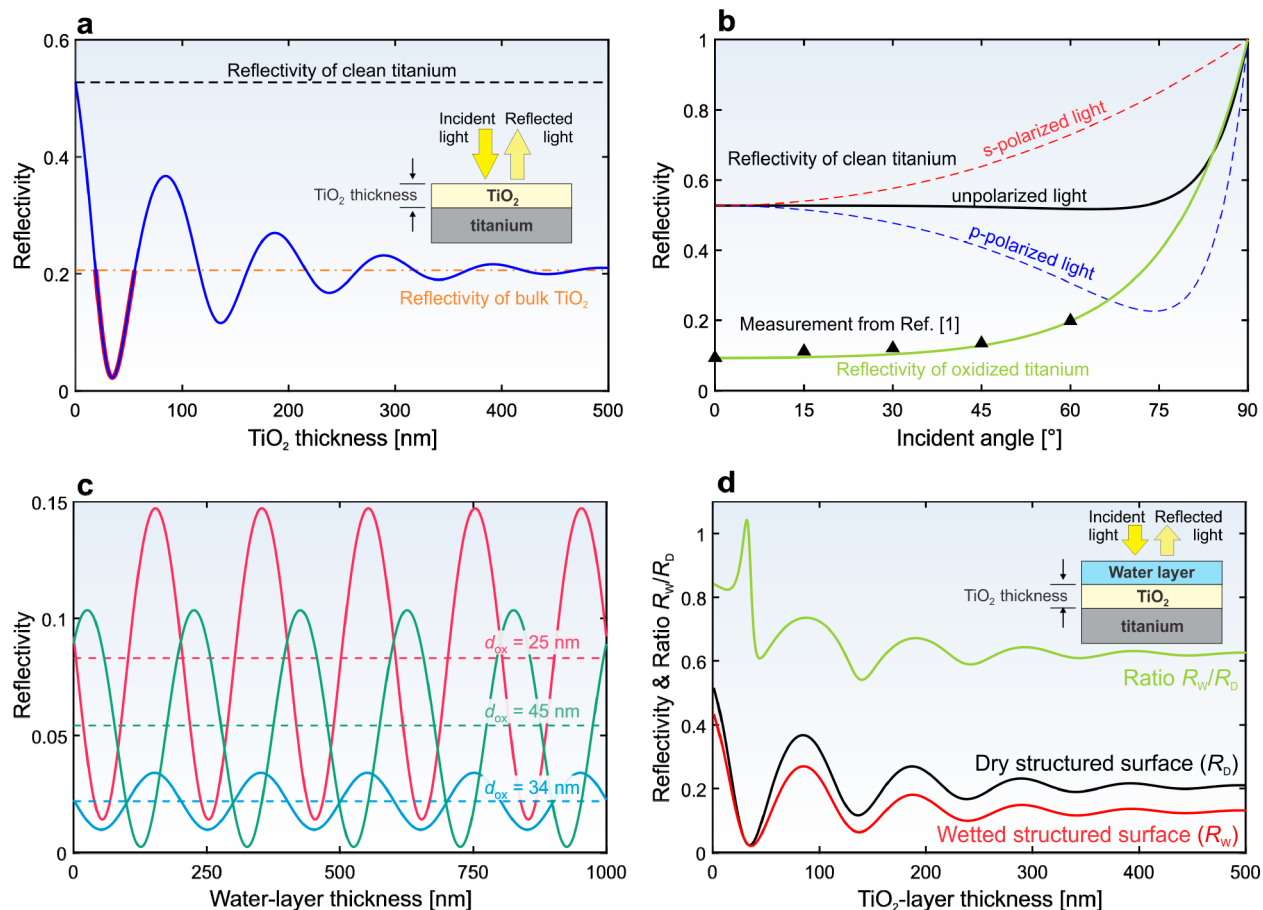 a
0.6
0.4
0.2
0
Reflectivity
Reflectivity of clean titanium
Incident light
Reflected light
TiO₂ thickness
TiO₂
titanium
Reflectivity of bulk TiO₂
0 100 200 300 400 500
TiO₂ thickness [nm]
b
1
0.8
0.6
0.4
0.2
0
Reflectivity
s-polarized light
Reflectivity of clean titanium
unpolarized light
p-polarized light
Measurement from Ref. [1]
Reflectivity of oxidized titanium
0 15 30 45 60 75 90
Incident angle [°]
c
0.15
0.1
0.05
0
Reflectivity
dₒₓ = 25 nm
dₒₓ = 45 nm
dₒₓ = 34 nm
0 250 500 750 1000
Water-layer thickness [nm]
d
1
0.8
0.6
0.4
0.2
0
Reflectivity & Ratio R_W/R_D
Incident light
Reflected light
Water layer
TiO₂ thickness
TiO₂
titanium
Ratio R_W/R_D
Dry structured surface (R_D)
Wetted structured surface (R_W)
0 100 200 300 400 500
TiO₂-layer thickness [nm]